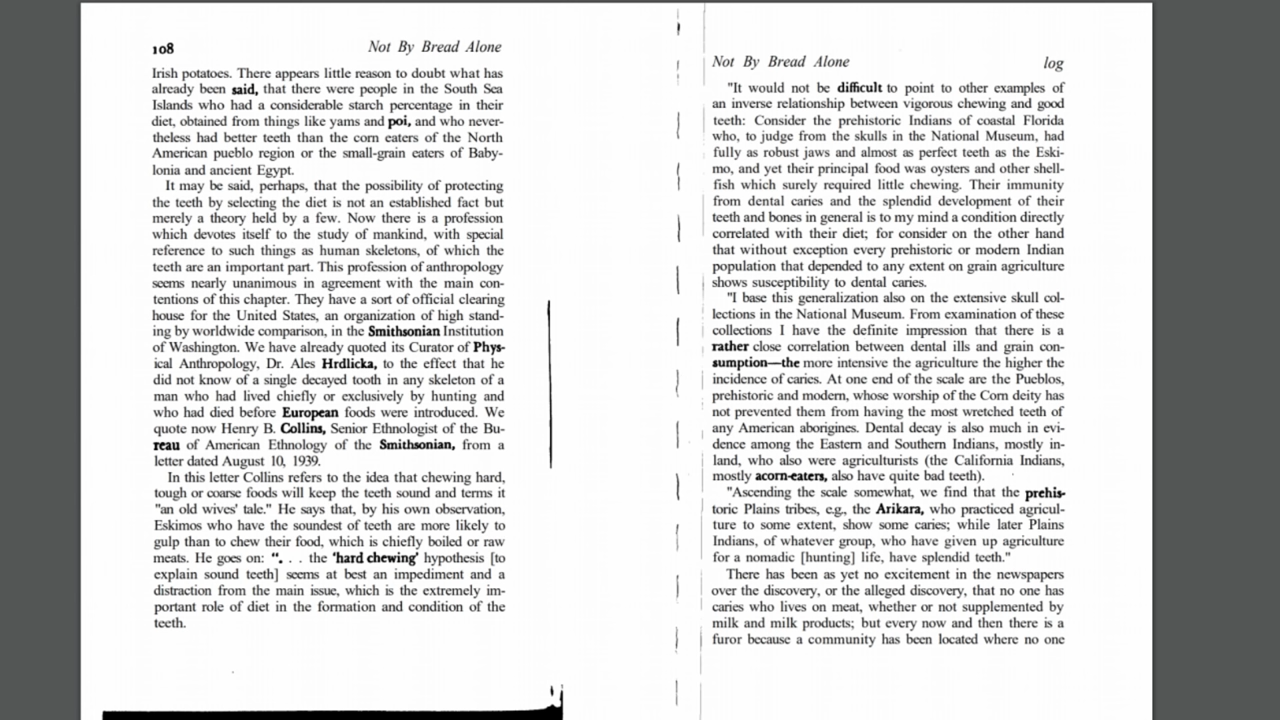 108
Not By Bread Alone
Irish potatoes. There appears little reason to doubt what has
already been said, that there were people in the South Sea
Islands who had a considerable starch percentage in their
diet, obtained from things like yams and poi, and who never-
theless had better teeth than the corn eaters of the North
American pueblo region or the small-grain eaters of Baby-
lonia and ancient Egypt.
It may be said, perhaps, that the possibility of protecting
the teeth by selecting the diet is not an established fact but
merely a theory held by a few. Now there is a profession
which devotes itself to the study of mankind, with special
reference to such things as human skeletons, of which the
teeth are an important part. This profession of anthropology
seems nearly unanimous in agreement with the main con-
tentions of this chapter. They have a sort of official clearing
house for the United States, an organization of high stand-
ing by worldwide comparison, in the Smithsonian Institution
of Washington. We have already quoted its Curator of Phys-
ical Anthropology, Dr. Ales Hrdlicka, to the effect that he
did not know of a single decayed tooth in any skeleton of a
man who had lived chiefly or exclusively by hunting and
who had died before European foods were introduced. We
quote now Henry B. Collins, Senior Ethnologist of the Bu-
reau of American Ethnology of the Smithsonian, from a
letter dated August 10, 1939.
In this letter Collins refers to the idea that chewing hard,
tough or coarse foods will keep the teeth sound and terms it
"an old wives' tale." He says that, by his own observation,
Eskimos who have the soundest of teeth are more likely to
gulp than to chew their food, which is chiefly boiled or raw
meats. He goes on: ". . . the 'hard chewing' hypothesis [to
explain sound teeth] seems at best an impediment and a
distraction from the main issue, which is the extremely im-
portant role of diet in the formation and condition of the
teeth.
Not By Bread Alone
log
"It would not be difficult to point to other examples of
an inverse relationship between vigorous chewing and good
teeth: Consider the prehistoric Indians of coastal Florida
who, to judge from the skulls in the National Museum, had
fully as robust jaws and almost as perfect teeth as the Eski-
mo, and yet their principal food was oysters and other shell-
fish which surely required little chewing. Their immunity
from dental caries and the splendid development of their
teeth and bones in general is to my mind a condition directly
correlated with their diet; for consider on the other hand
that without exception every prehistoric or modern Indian
population that depended to any extent on grain agriculture
shows susceptibility to dental caries.
"I base this generalization also on the extensive skull col-
lections in the National Museum. From examination of these
collections I have the definite impression that there is a
rather close correlation between dental ills and grain con-
sumption—the more intensive the agriculture the higher the
incidence of caries. At one end of the scale are the Pueblos,
prehistoric and modern, whose worship of the Corn deity has
not prevented them from having the most wretched teeth of
any American aborigines. Dental decay is also much in evi-
dence among the Eastern and Southern Indians, mostly in-
land, who also were agriculturists (the California Indians,
mostly acorn-eaters, also have quite bad teeth).
"Ascending the scale somewhat, we find that the prehis-
toric Plains tribes, e.g., the Arikara, who practiced agricul-
ture to some extent, show some caries; while later Plains
Indians, of whatever group, who have given up agriculture
for a nomadic [hunting] life, have splendid teeth."
There has been as yet no excitement in the newspapers
over the discovery, or the alleged discovery, that no one has
caries who lives on meat, whether or not supplemented by
milk and milk products; but every now and then there is a
furor because a community has been located where no one